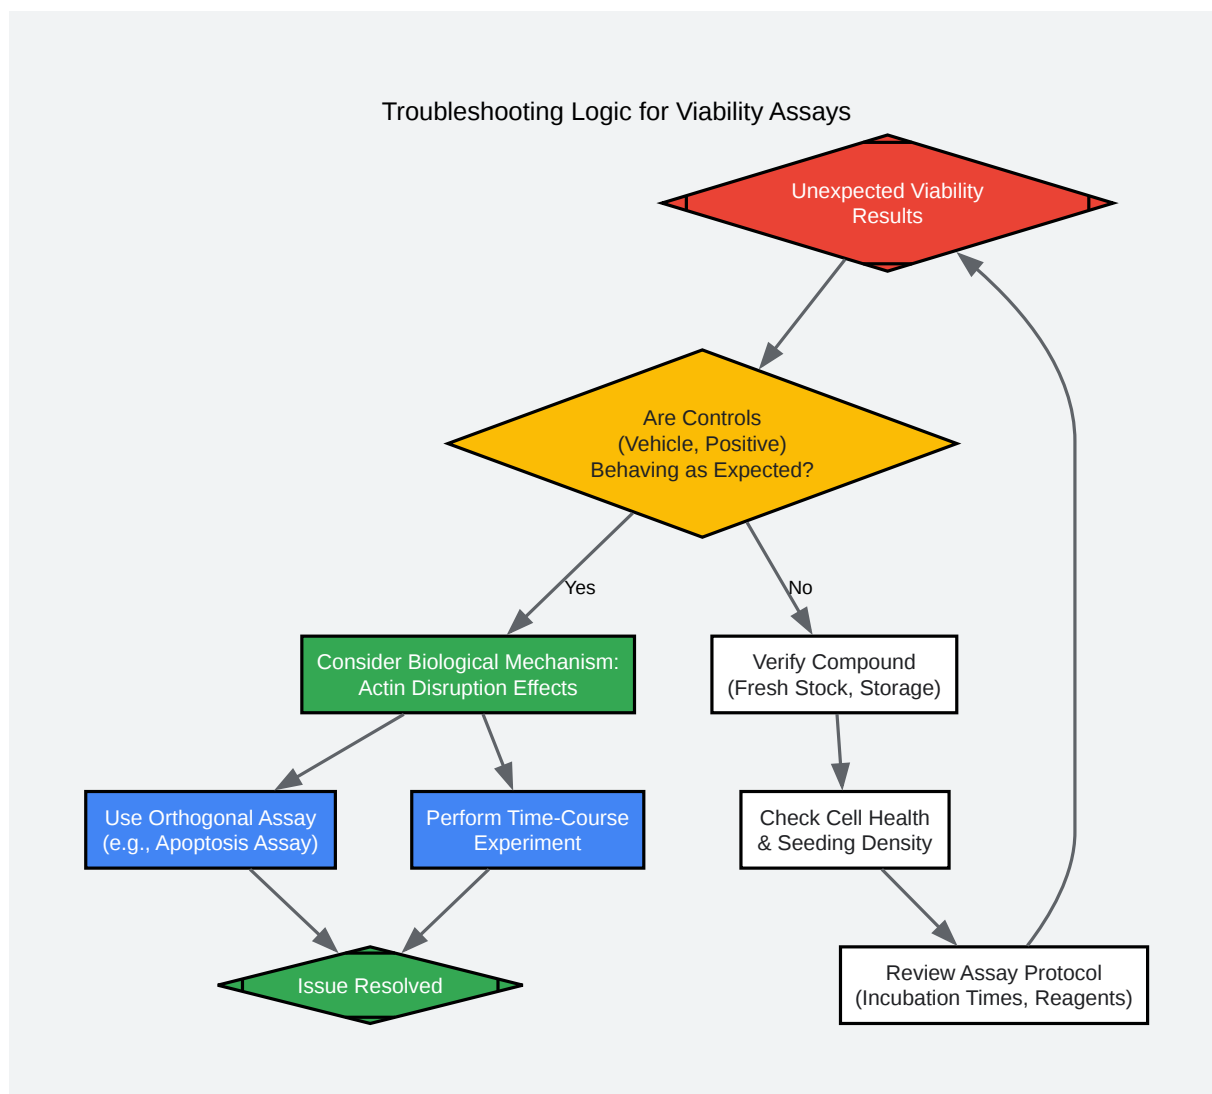 Troubleshooting Logic for Viability Assays
Unexpected Viability
Results
Are Controls
(Vehicle, Positive)
Behaving as Expected?
Yes
No
Consider Biological Mechanism:
Actin Disruption Effects
Verify Compound
(Fresh Stock, Storage)
Use Orthogonal Assay
(e.g., Apoptosis Assay)
Perform Time-Course
Experiment
Check Cell Health
& Seeding Density
Issue Resolved
Review Assay Protocol
(Incubation Times, Reagents)